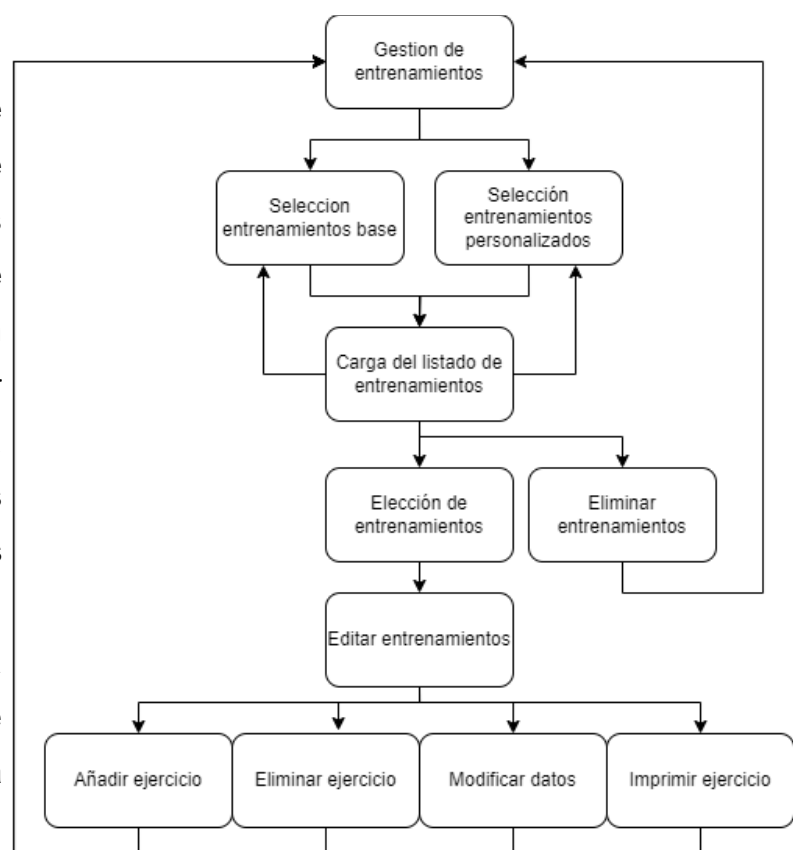 Gestion de
entrenamientos
Seleccion
entrenamientos base
Selección
entrenamientos
personalizados
Carga del listado de
entrenamientos
Elección de
entrenamientos
Eliminar
entrenamientos
Editar entrenamientos
Añadir ejercicio
Eliminar ejercicio
Modificar datos
Imprimir ejercicio